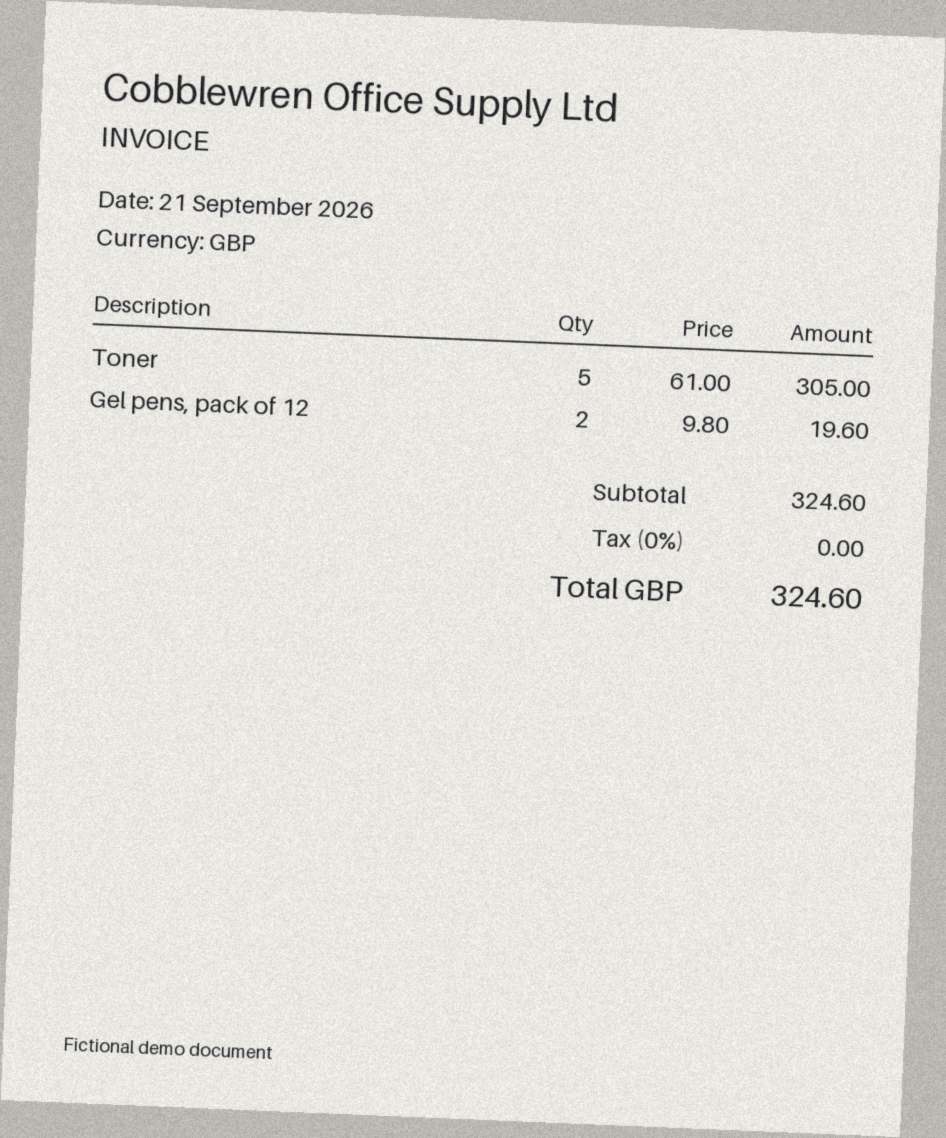 Cobblewren Office Supply Ltd
INVOICE
Date: 21 September 2026
Currency: GBP
Description Qty Price Amount
Toner 5 61.00 305.00
Gel pens, pack of 12 2 9.80 19.60
Subtotal 324.60
Tax (0%) 0.00
Total GBP 324.60
Fictional demo document